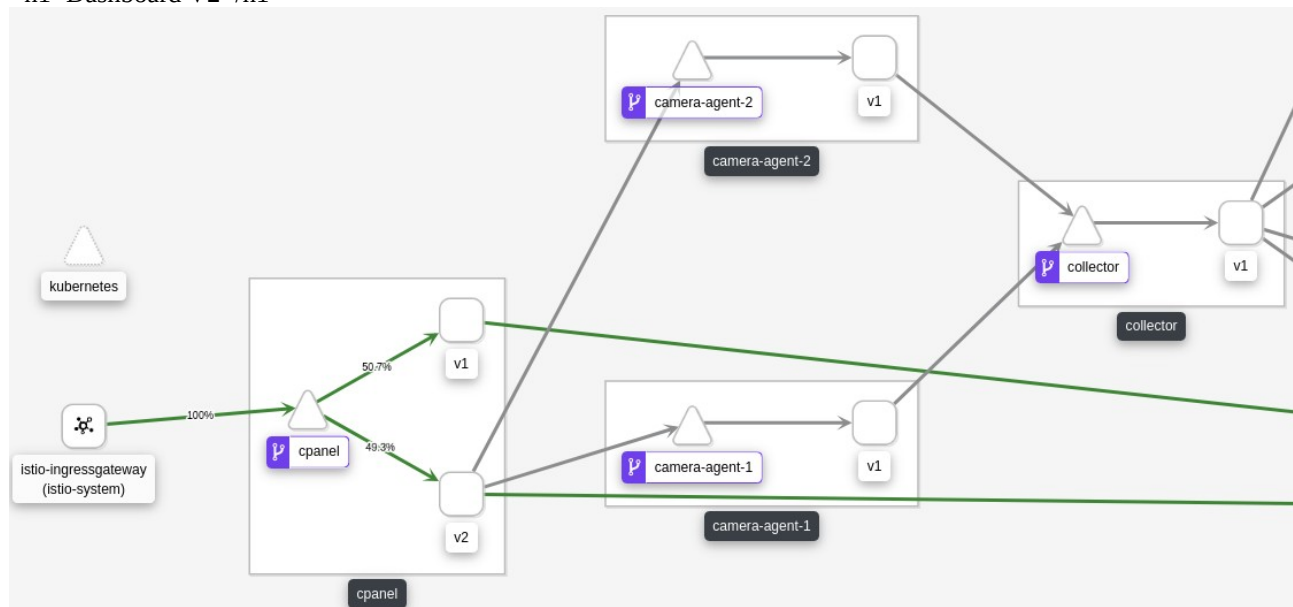 camera-agent-2
v1
camera-agent-2
collector
v1
collector
kubernetes
100%
istio-ingressgateway
(istio-system)
50.7%
49.3%
v1
cpanel
v2
cpanel
camera-agent-1
v1
camera-agent-1